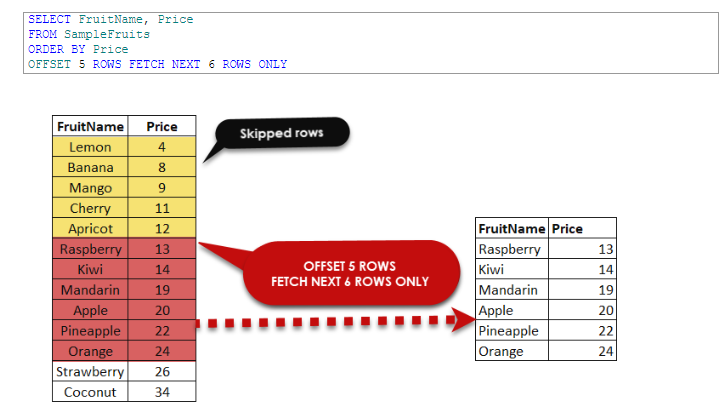 SELECT FruitName, Price
FROM SampleFruits
ORDER BY Price
OFFSET 5 ROWS FETCH NEXT 6 ROWS ONLY
FruitName Price
Lemon 4
Banana 8
Mango 9
Cherry 11
Apricot 12
Raspberry 13
Kiwi 14
Mandarin 19
Apple 20
Pineapple 22
Orange 24
Strawberry 26
Coconut 34
Skipped rows
OFFSET 5 ROWS
FETCH NEXT 6 ROWS ONLY
FruitName Price
Raspberry 13
Kiwi 14
Mandarin 19
Apple 20
Pineapple 22
Orange 24